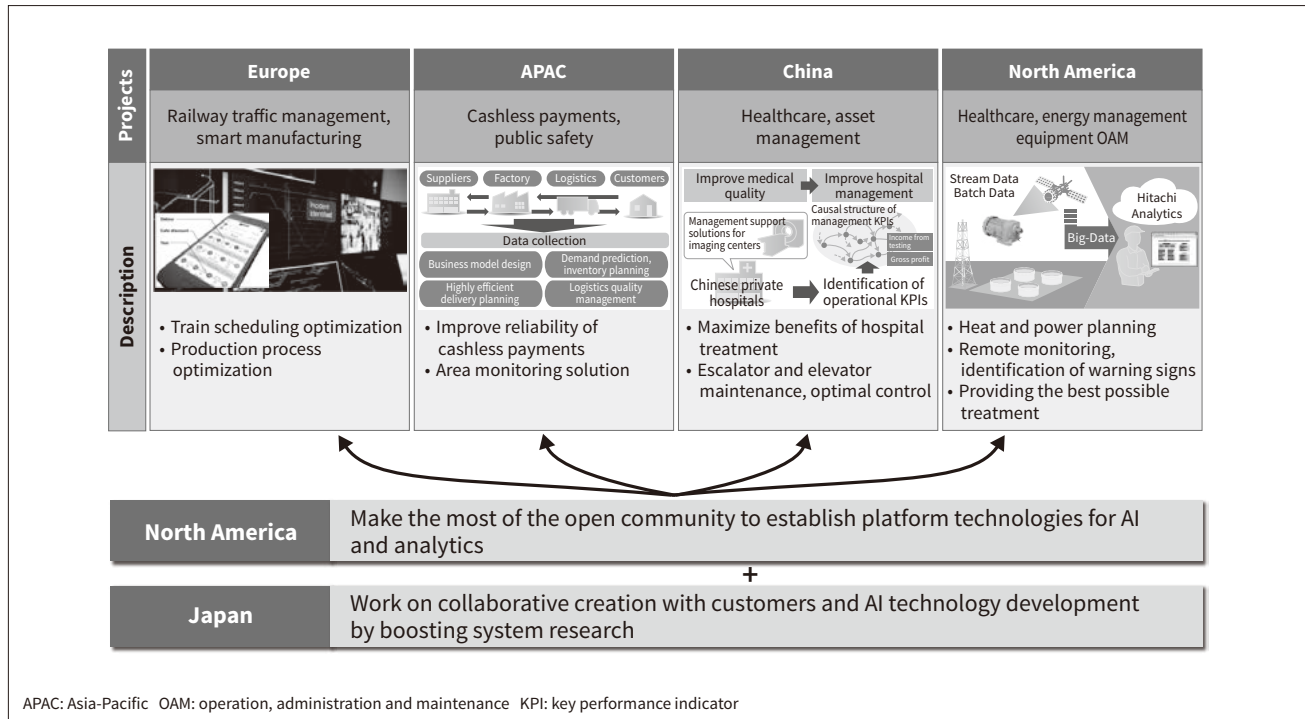 Projects
Europe
APAC
China
North America
Railway traffic management,
smart manufacturing
Cashless payments,
public safety
Healthcare, asset
management
Healthcare, energy management
equipment OAM
Description
Incident
identified
• Train scheduling optimization
• Production process
optimization
Suppliers
Factory
Logistics
Customers
Data collection
Business model design
Demand prediction,
inventory planning
Highly efficient
delivery planning
Logistics quality
management
• Improve reliability of
cashless payments
• Area monitoring solution
Improve medical
quality
Improve hospital
management
Management support
solutions for
imaging centers
Causal structure of
management KPIs
Income from
testing
Gross profit
Chinese private
hospitals
Identification of
operational KPIs
• Maximize benefits of hospital
treatment
• Escalator and elevator
maintenance, optimal control
Stream Data
Batch Data
Big-Data
Hitachi
Analytics
• Heat and power planning
• Remote monitoring,
identification of warning signs
• Providing the best possible
treatment
North America
Make the most of the open community to establish platform technologies for AI
and analytics
+
Japan
Work on collaborative creation with customers and AI technology development
by boosting system research
APAC: Asia-Pacific OAM: operation, administration and maintenance KPI: key performance indicator